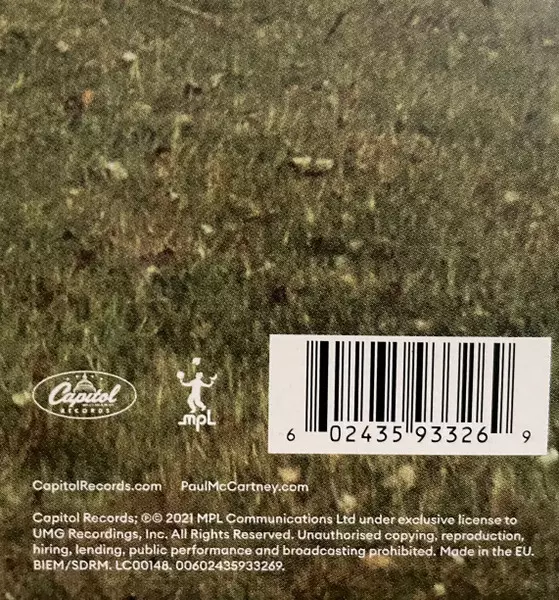 Capitol
RECORDS
mpL
6 02435 93326 9
CapitolRecords.com PaulMcCartney.com
Capitol Records; ℗© 2021 MPL Communications Ltd under exclusive license to
UMG Recordings, Inc. All Rights Reserved. Unauthorised copying, reproduction,
hiring, lending, public performance and broadcasting prohibited. Made in the EU.
BIEM/SDRM. LC00148. 00602435933269.